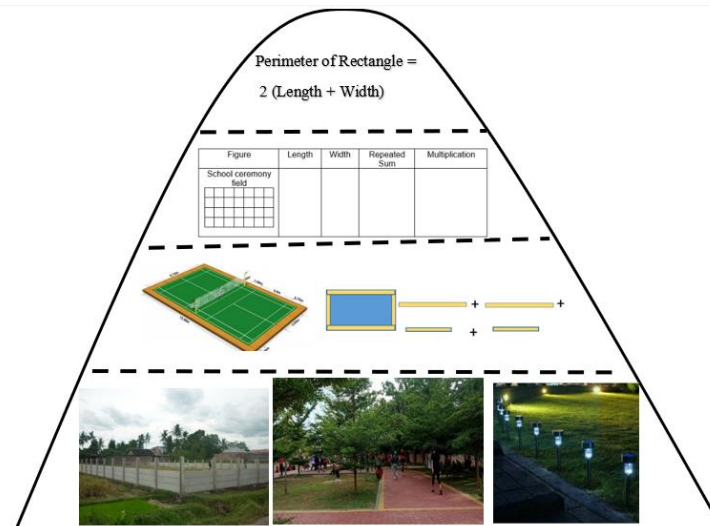 Perimeter of Rectangle =
2 (Length + Width)
Figure Length Width Repeated Sum Multiplication
School ceremony field
+ +
+